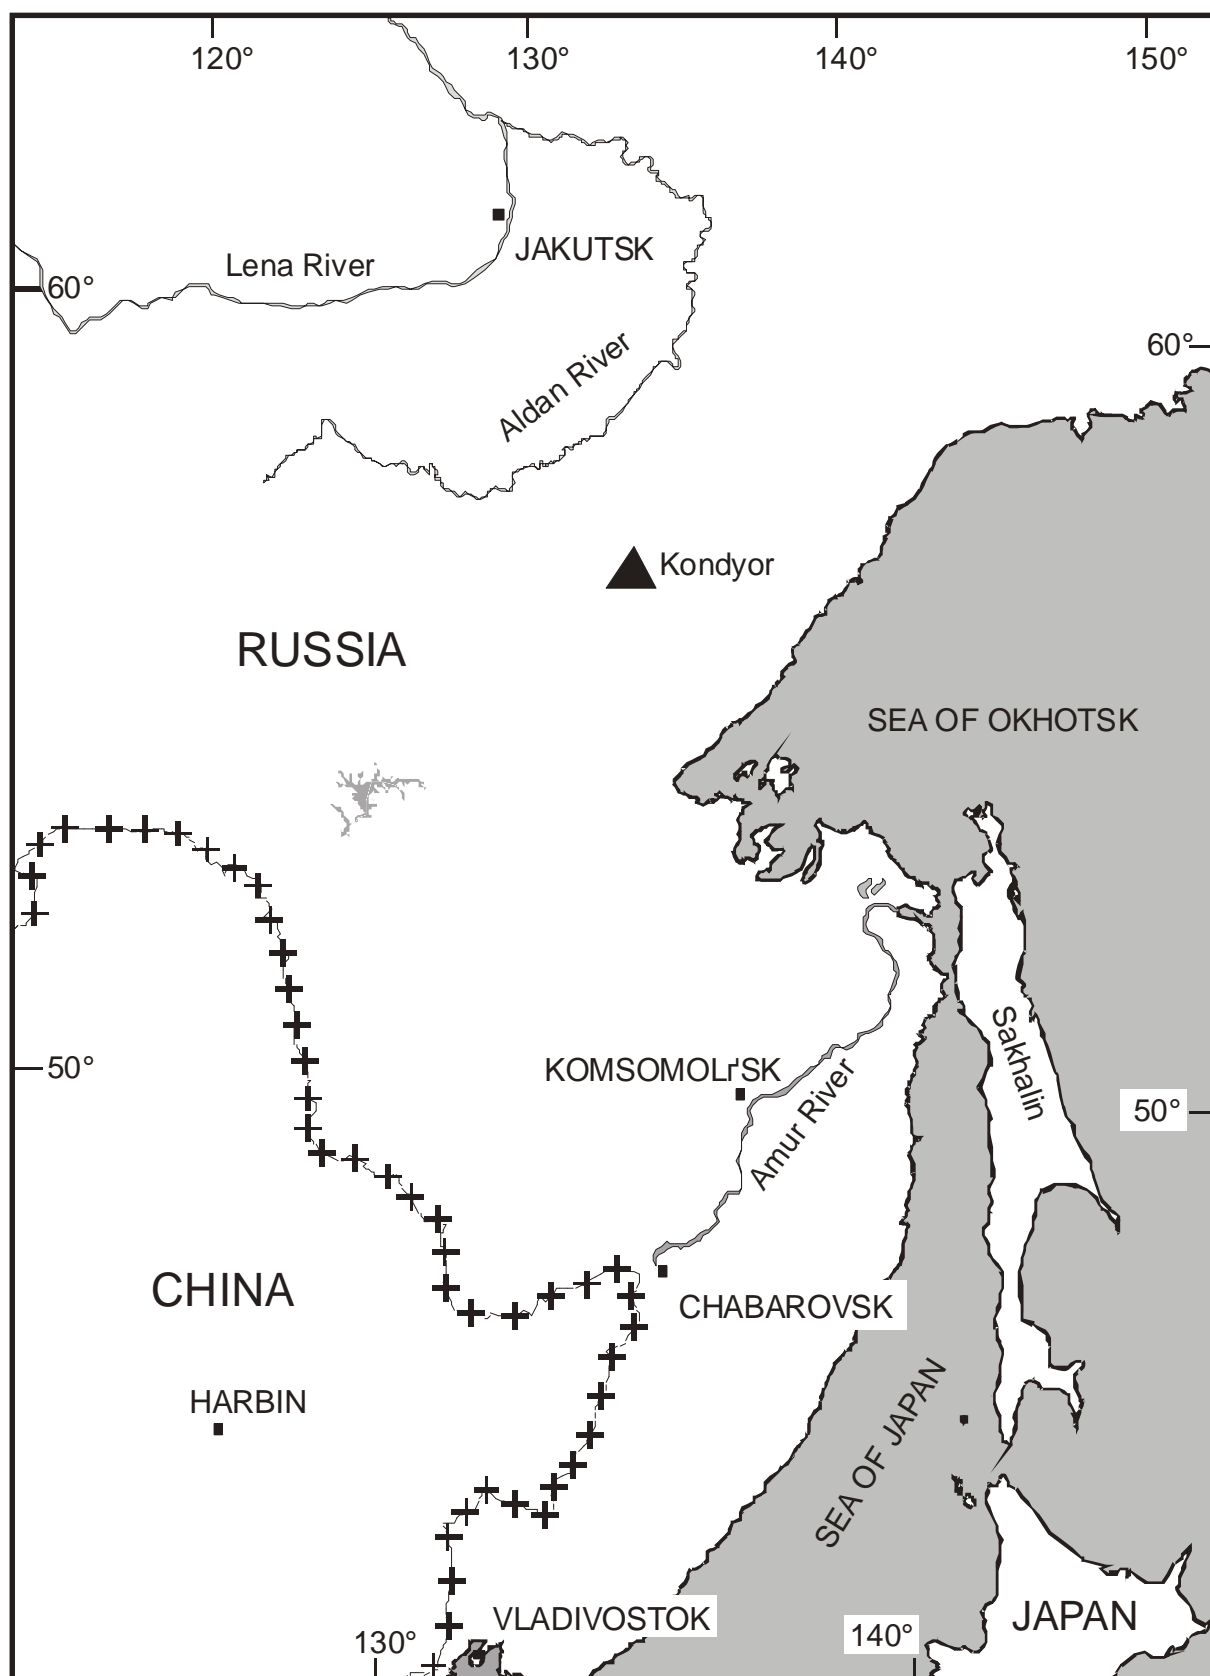 120°
130°
140°
150°
JAKUTSK
Lena River
60°
60°
Aldan River
Kondyor
RUSSIA
SEA OF OKHOTSK
50°
KOMSOMOLґSK
Sakhalin
Amur River
50°
CHINA
CHABAROVSK
HARBIN
SEA OF JAPAN
VLADIVOSTOK
JAPAN
130°
140°